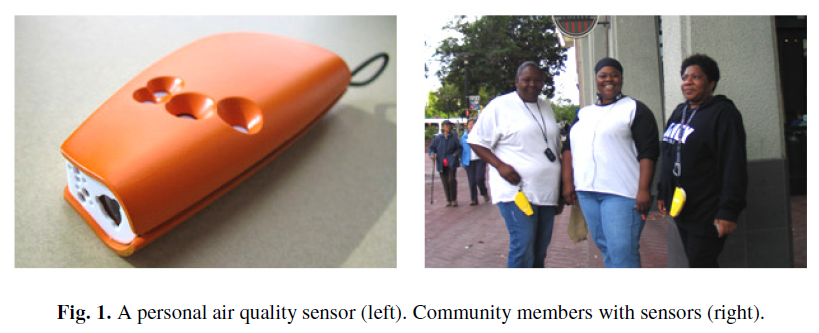 Fig. 1. A personal air quality sensor (left). Community members with sensors (right).